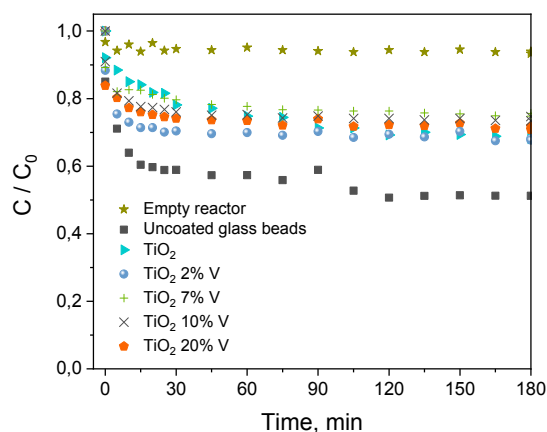 C / C₀
1,0
0,8
0,6
0,4
0,2
0,0
Empty reactor
Uncoated glass beads
TiO₂
TiO₂ 2% V
TiO₂ 7% V
TiO₂ 10% V
TiO₂ 20% V
0 30 60 90 120 150 180
Time, min